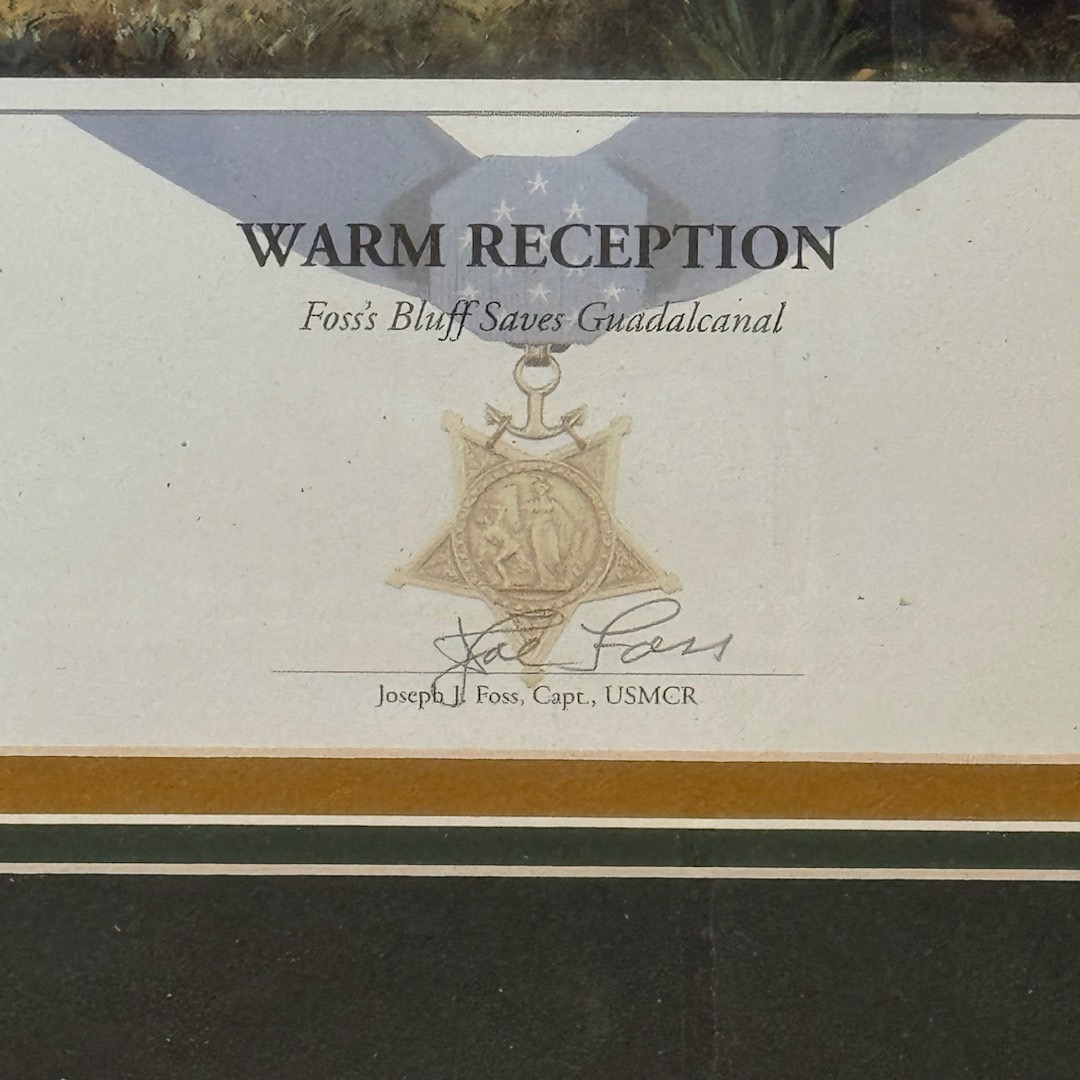 WARM RECEPTION
Foss's Bluff Saves Guadalcanal
Joe Foss
Joseph J. Foss, Capt., USMCR